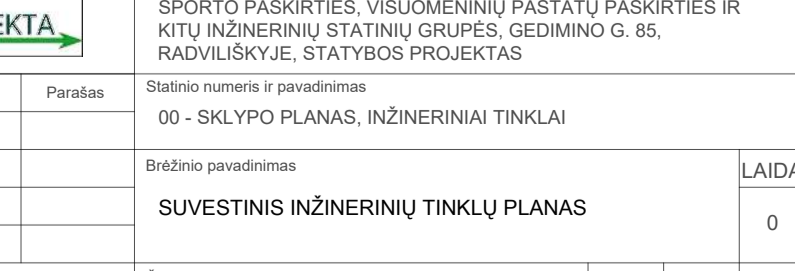 SPORTO PASKIRTIES, VISUOMENINIŲ PASTATŲ PASKIRTIES IR
EKTA
KITŲ INŽINERINIŲ STATINIŲ GRUPĖS, GEDIMINO G. 85,
RADVILIŠKYJE, STATYBOS PROJEKTAS
Parašas
Statinio numeris ir pavadinimas
00 - SKLYPO PLANAS, INŽINERINIAI TINKLAI
Brėžinio pavadinimas
LAIDA
SUVESTINIS INŽINERINIŲ TINKLŲ PLANAS
0